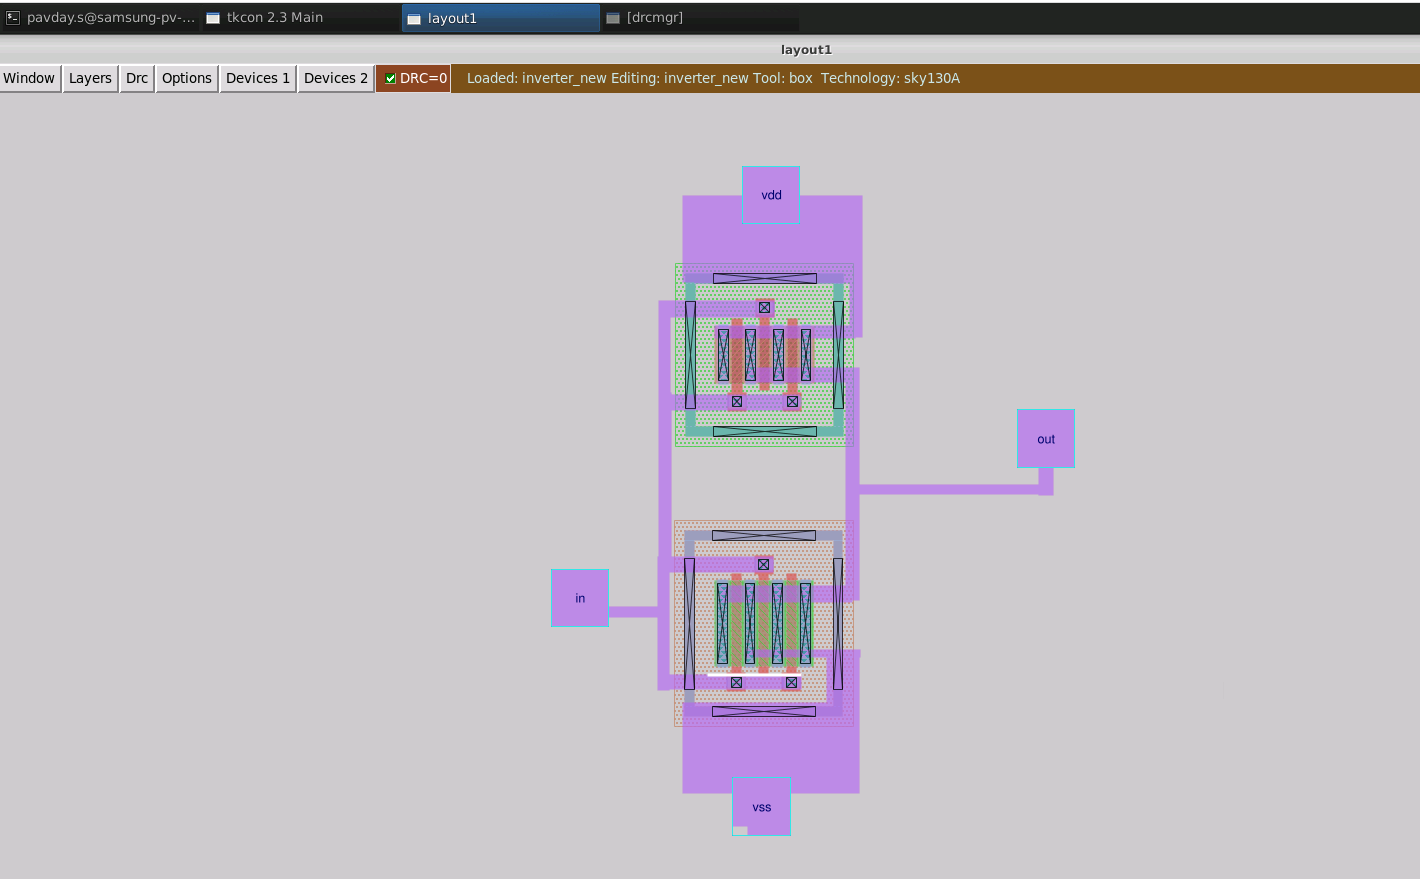 pavday.s@samsung-pv-... tkcon 2.3 Main layout1 [drcmgr]
layout1
Window Layers Drc Options Devices 1 Devices 2 DRC=0 Loaded: inverter_new Editing: inverter_new Tool: box Technology: sky130A
vdd
out
in
vss